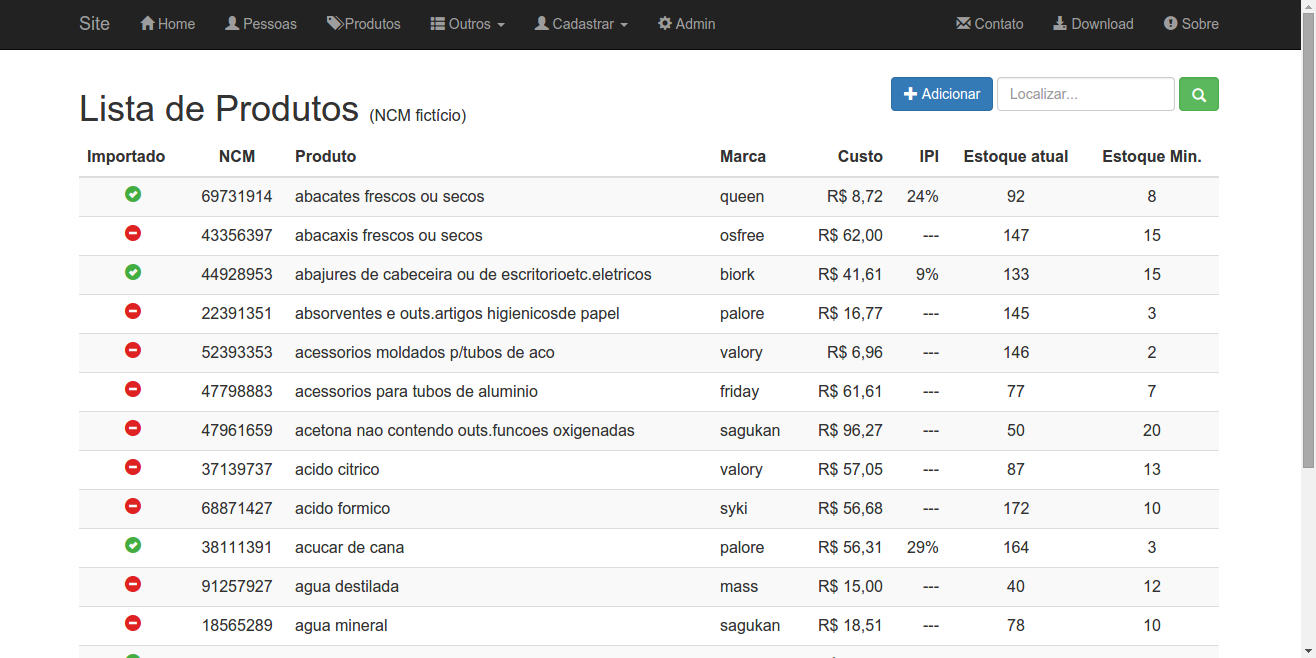 Site Home Pessoas Produtos Outros Cadastrar Admin Contato Download Sobre
Lista de Produtos (NCM fictício) Adicionar Localizar...
Importado NCM Produto Marca Custo IPI Estoque atual Estoque Min.
69731914 abacates frescos ou secos queen R$ 8,72 24% 92 8
43356397 abacaxis frescos ou secos osfree R$ 62,00 --- 147 15
44928953 abajures de cabeceira ou de escritorioetc.eletricos biork R$ 41,61 9% 133 15
22391351 absorventes e outs.artigos higienicosde papel palore R$ 16,77 --- 145 3
52393353 acessorios moldados p/tubos de aco valory R$ 6,96 --- 146 2
47798883 acessorios para tubos de aluminio friday R$ 61,61 --- 77 7
47961659 acetona nao contendo outs.funcoes oxigenadas sagukan R$ 96,27 --- 50 20
37139737 acido citrico valory R$ 57,05 --- 87 13
68871427 acido formico syki R$ 56,68 --- 172 10
38111391 acucar de cana palore R$ 56,31 29% 164 3
91257927 agua destilada mass R$ 15,00 --- 40 12
18565289 agua mineral sagukan R$ 18,51 --- 78 10